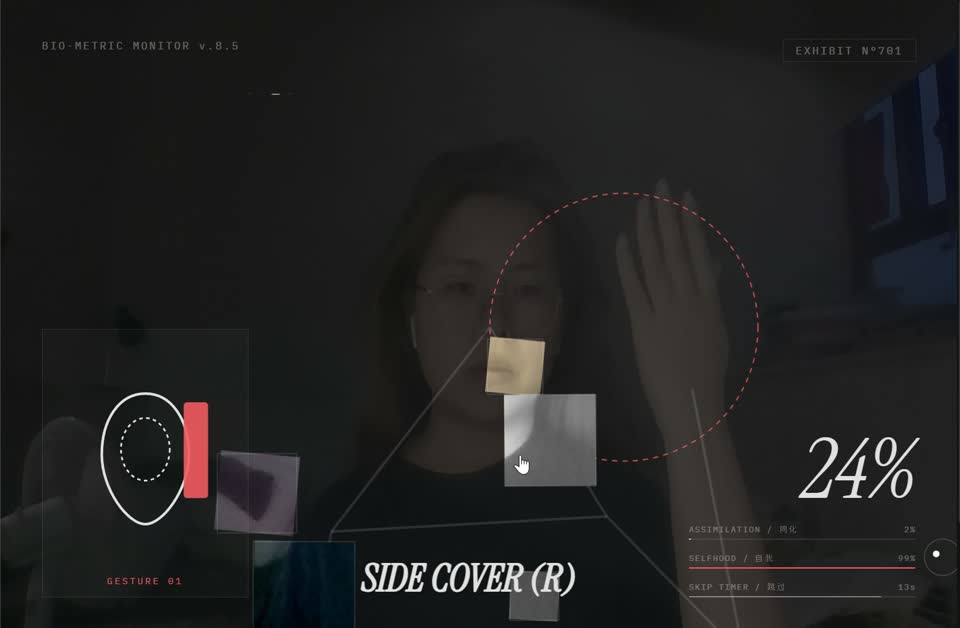 BIO-METRIC MONITOR v.8.5
EXHIBIT Nº701
24%
ASSIMILATION / 同化 2%
SELFHOOD / 自我 99%
SKIP TIMER / 跳过 13s
GESTURE 01
SIDE COVER (R)